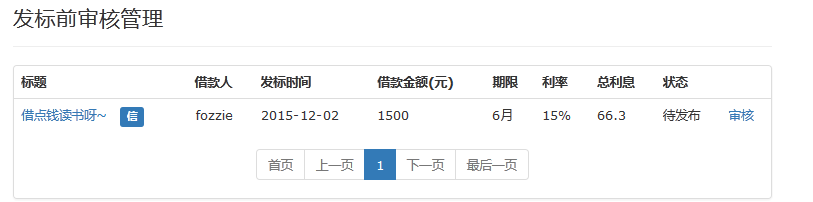 发标前审核管理
标题 借款人 发标时间 借款金额(元) 期限 利率 总利息 状态
借点钱读书呀~ 信 fozzie 2015-12-02 1500 6月 15% 66.3 待发布 审核
首页 上一页 1 下一页 最后一页